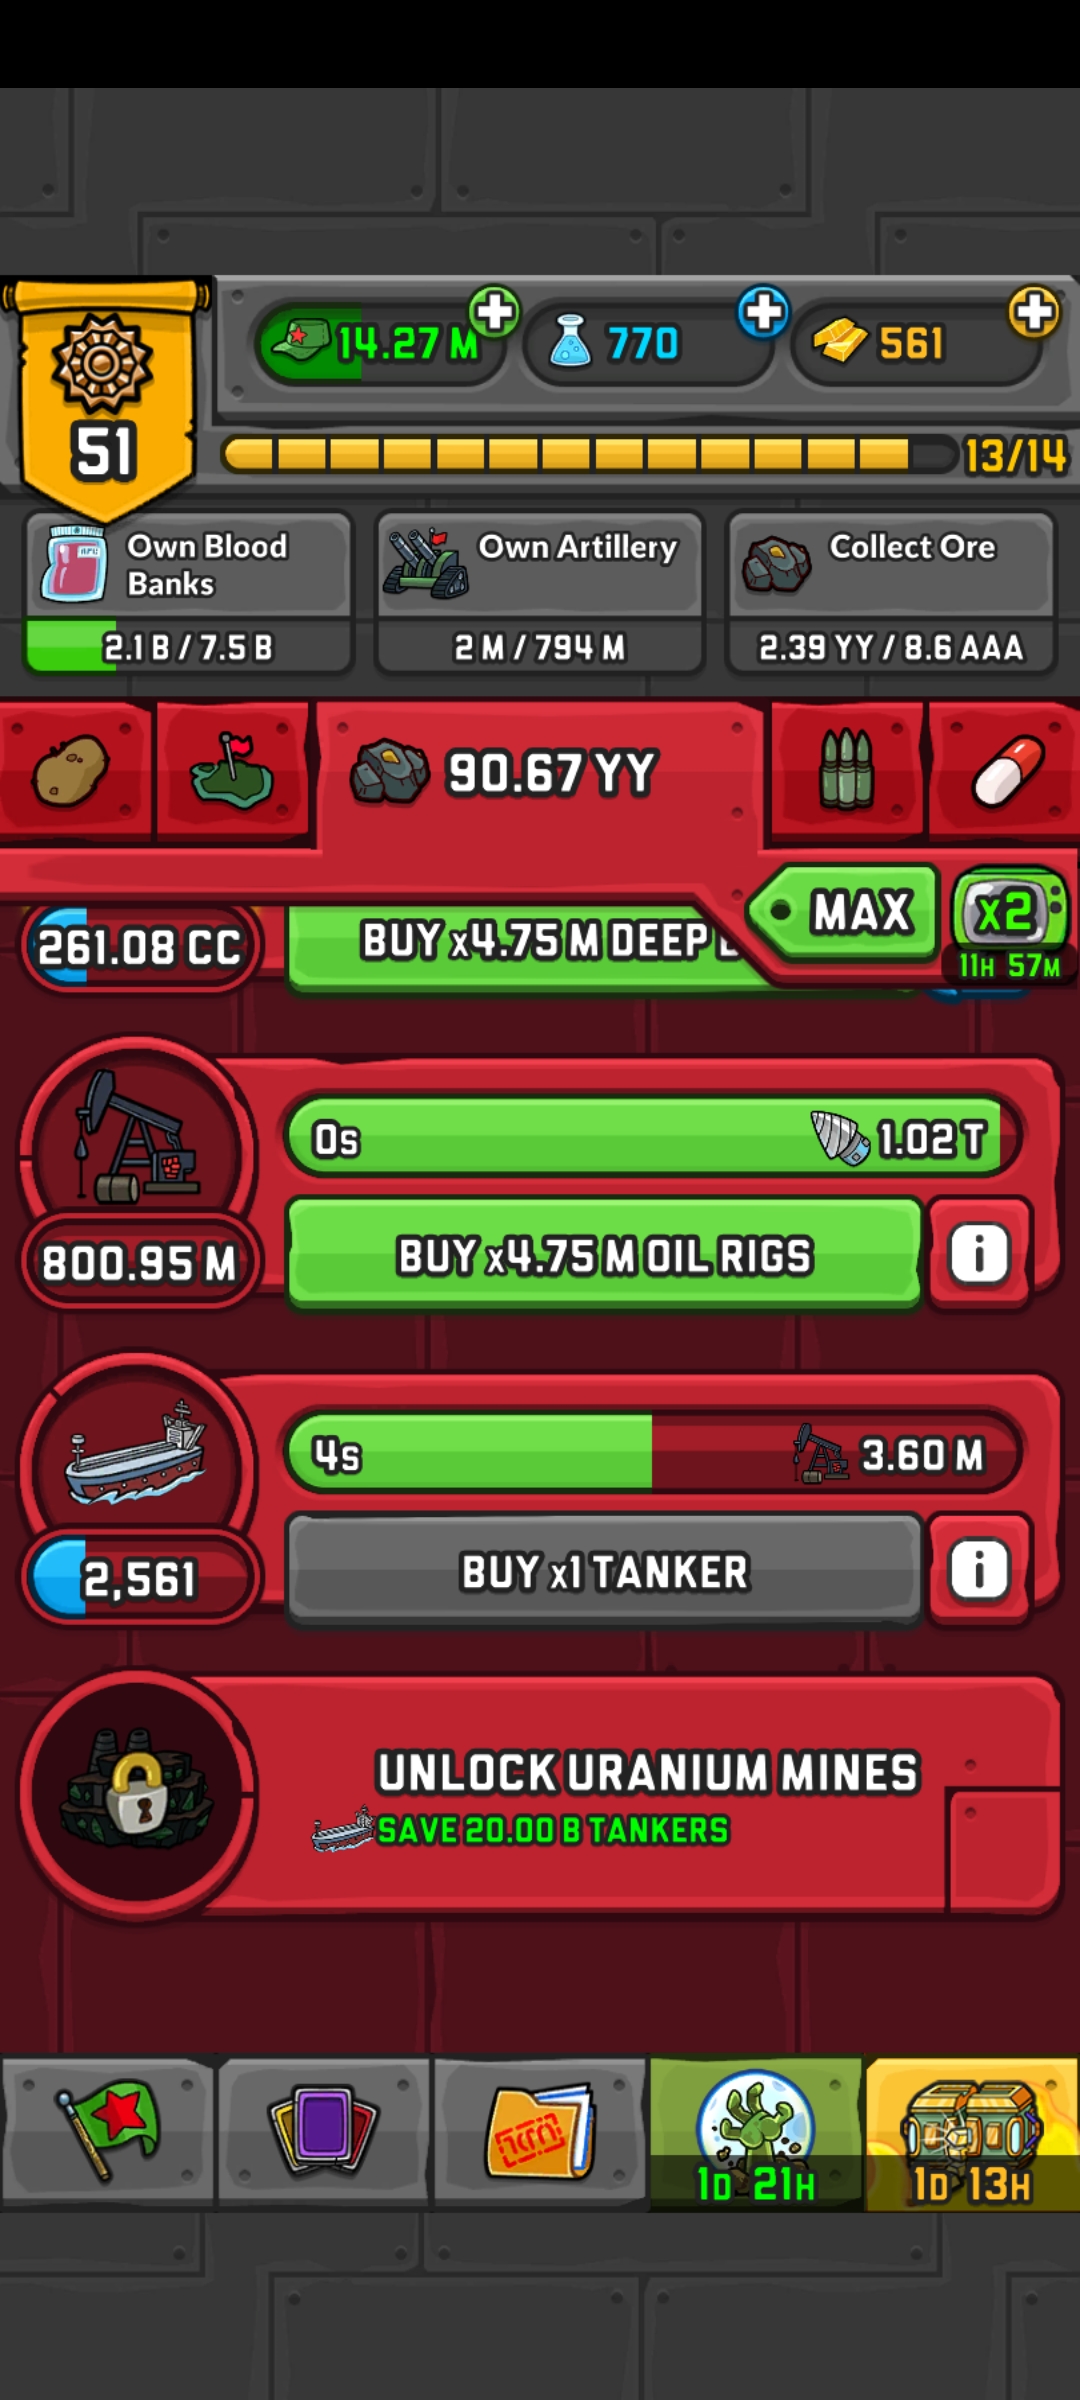 14.27 M
770
561
51
13/14
Own Blood
Banks
2.1 B / 7.5 B
Own Artillery
2 M / 794 M
Collect Ore
2.39 YY / 8.6 AAA
90.67 YY
MAX
x2
11H 57M
261.08 CC
BUY x4.75 M DEEP
0s
1.02 T
800.95 M
BUY x4.75 M OIL RIGS
i
4s
3.60 M
2,561
BUY x1 TANKER
i
UNLOCK URANIUM MINES
SAVE 20.00 B TANKERS
1D 21H
1D 13H